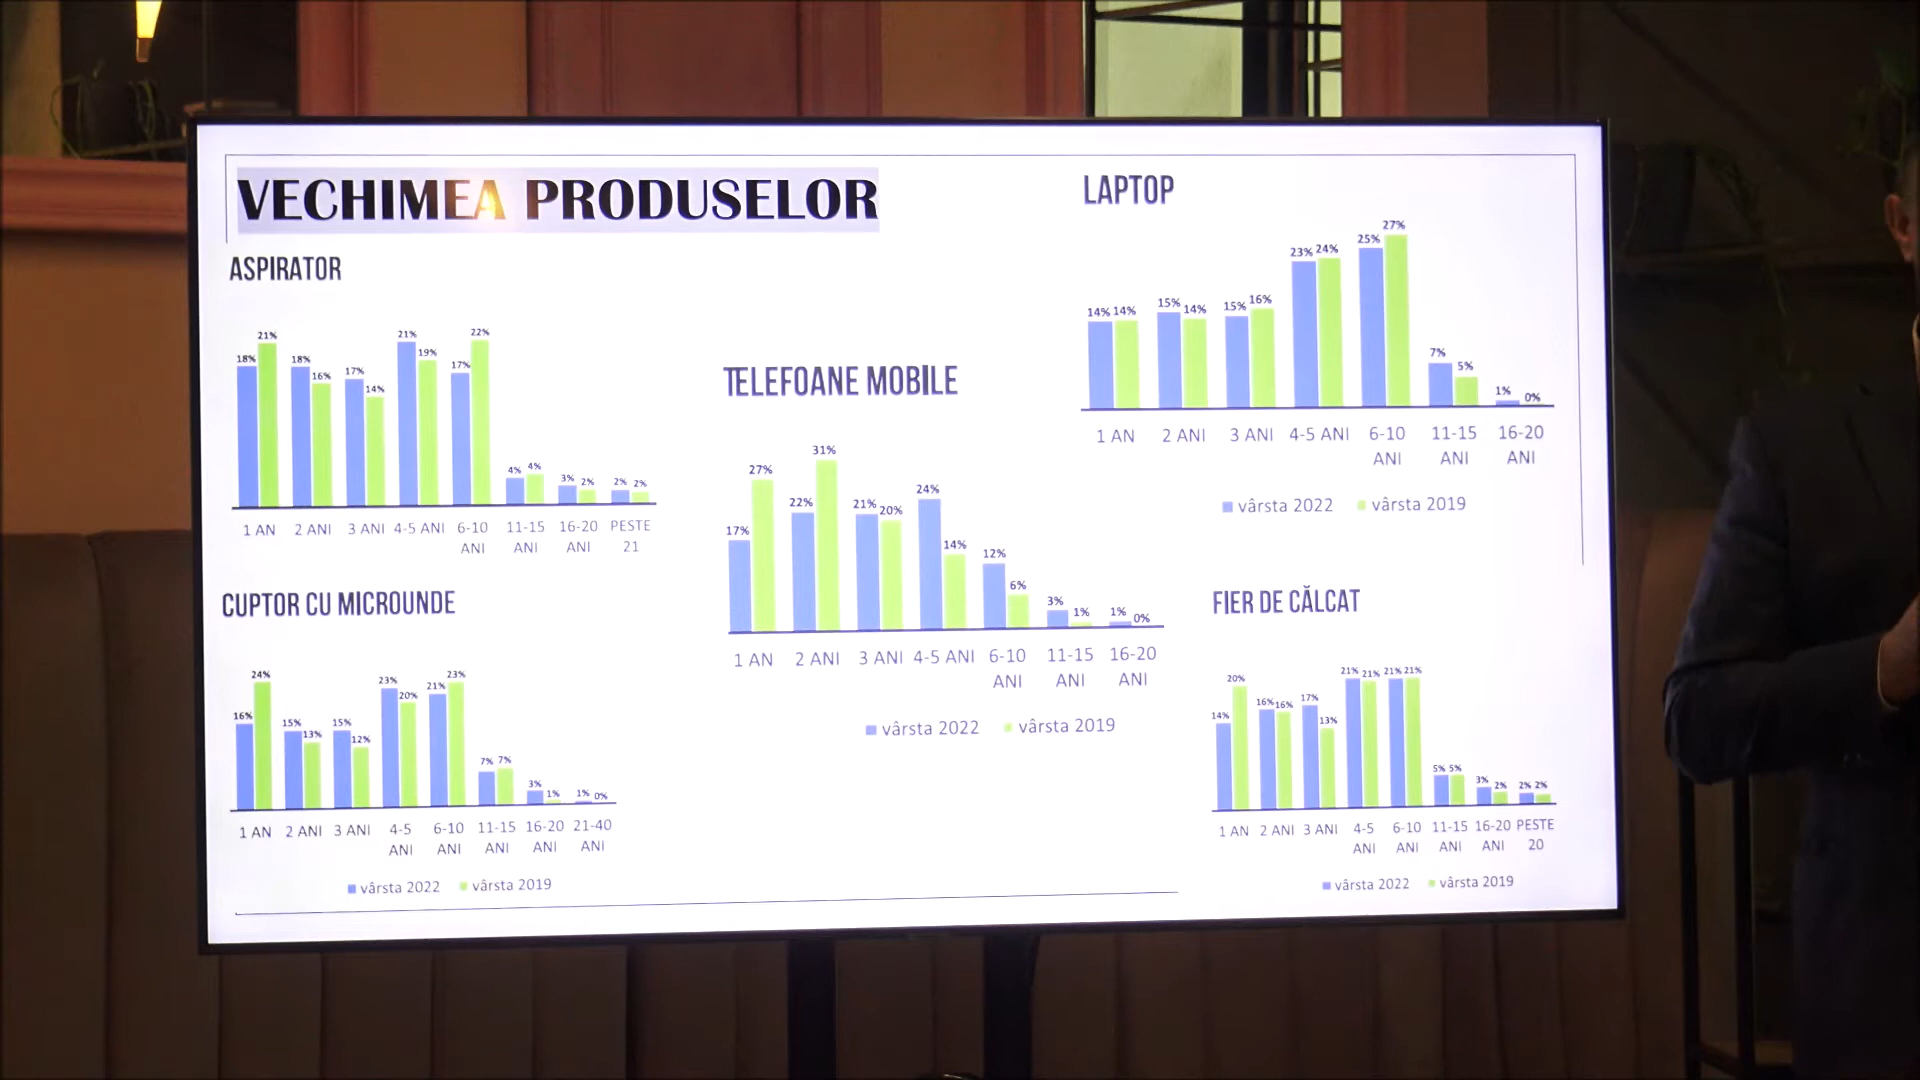 VECHIMEA PRODUSELOR
ASPIRATOR
18% 21% 18% 16% 17% 14% 21% 19% 17% 22% 4% 4% 3% 2% 2% 2%
1 AN 2 ANI 3 ANI 4-5 ANI 6-10 11-15 16-20 PESTE
ANI ANI ANI 21
CUPTOR CU MICROUNDE
16% 24% 15% 13% 15% 12% 23% 20% 21% 23% 7% 7% 3% 1% 1% 0%
1 AN 2 ANI 3 ANI 4-5 6-10 11-15 16-20 21-40
ANI ANI ANI ANI ANI
vârsta 2022 vârsta 2019
TELEFOANE MOBILE
17% 27% 22% 31% 21% 20% 24% 14% 12% 6% 3% 1% 1% 0%
1 AN 2 ANI 3 ANI 4-5 ANI 6-10 11-15 16-20
ANI ANI ANI
vârsta 2022 vârsta 2019
LAPTOP
14% 14% 15% 14% 15% 16% 23% 24% 25% 27% 7% 5% 1% 0%
1 AN 2 ANI 3 ANI 4-5 ANI 6-10 11-15 16-20
ANI ANI ANI
vârsta 2022 vârsta 2019
FIER DE CĂLCAT
14% 20% 16% 16% 17% 13% 21% 21% 21% 21% 5% 5% 3% 2% 2% 2%
1 AN 2 ANI 3 ANI 4-5 6-10 11-15 16-20 PESTE
ANI ANI ANI ANI 20
vârsta 2022 vârsta 2019